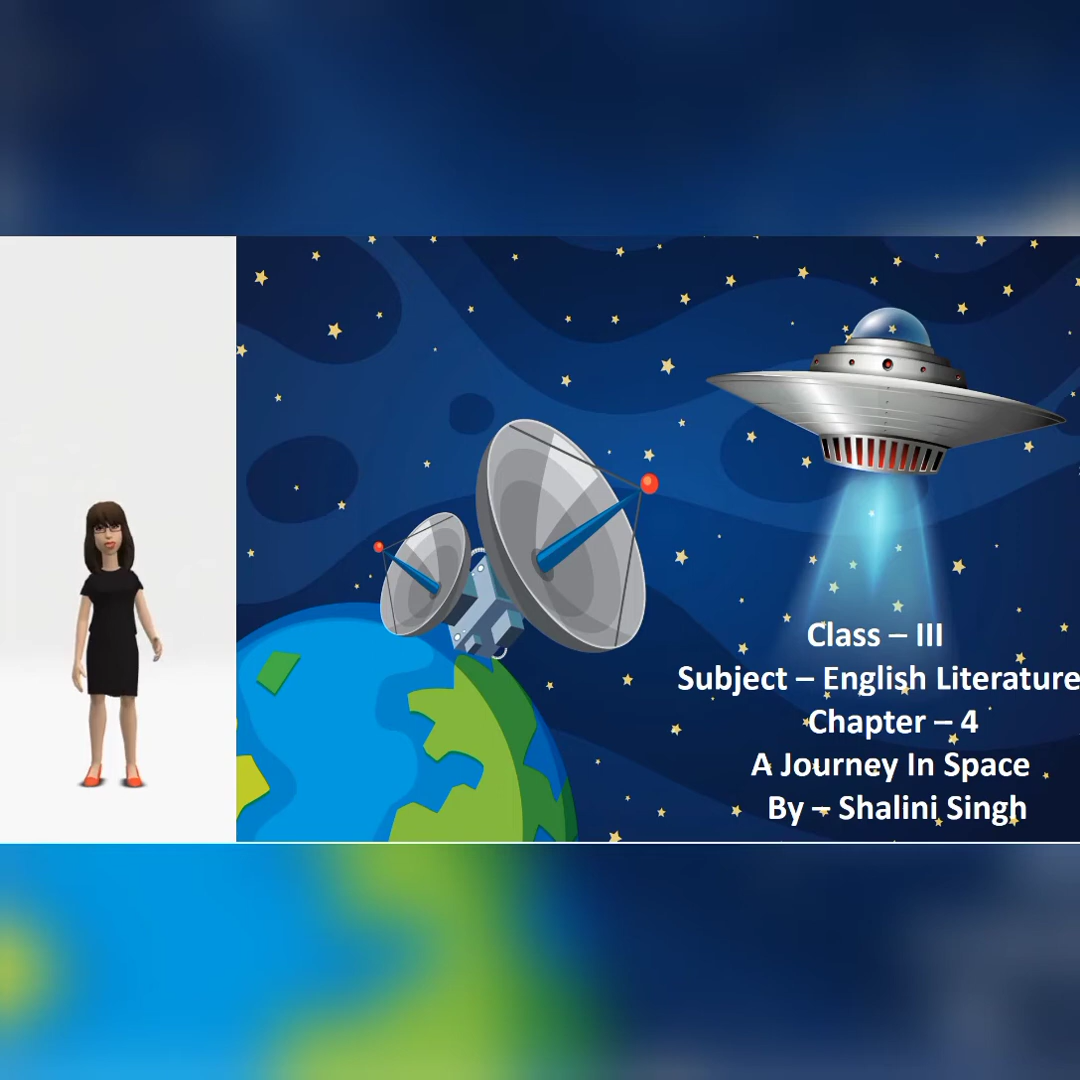 Class – III
Subject – English Literature
Chapter – 4
A Journey In Space
By – Shalini Singh